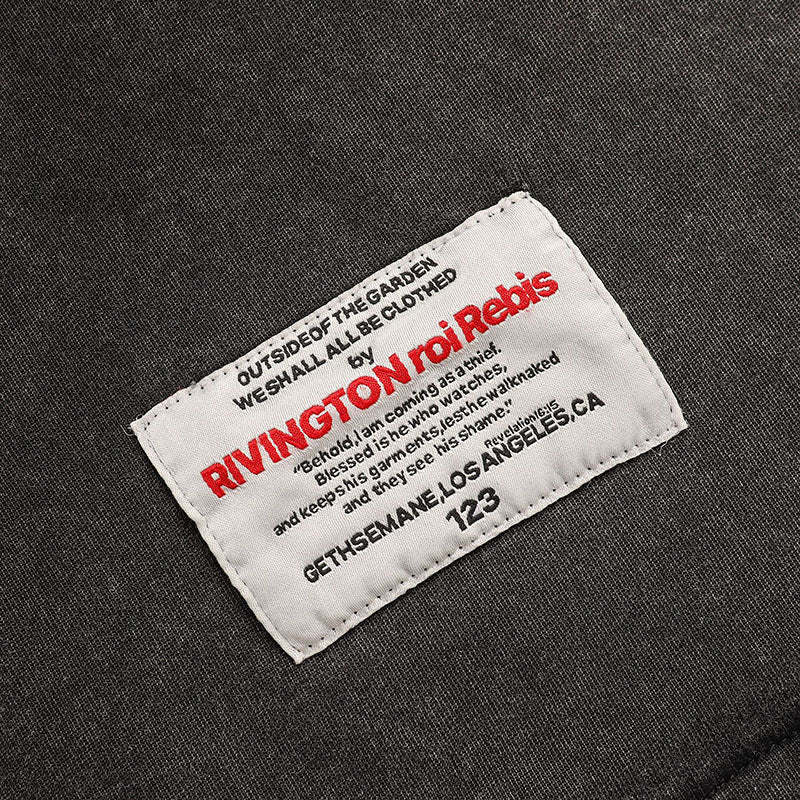 OUTSIDE OF THE GARDEN
WE SHALL ALL BE CLOTHED
by
RIVINGTON roi Rebis
"Behold, I am coming as a thief.
Blessed is he who watches,
and keeps his garments, lest he walk naked
and they see his shame."
Revelation 16:15
GETHSEMANE, LOS ANGELES, CA
123